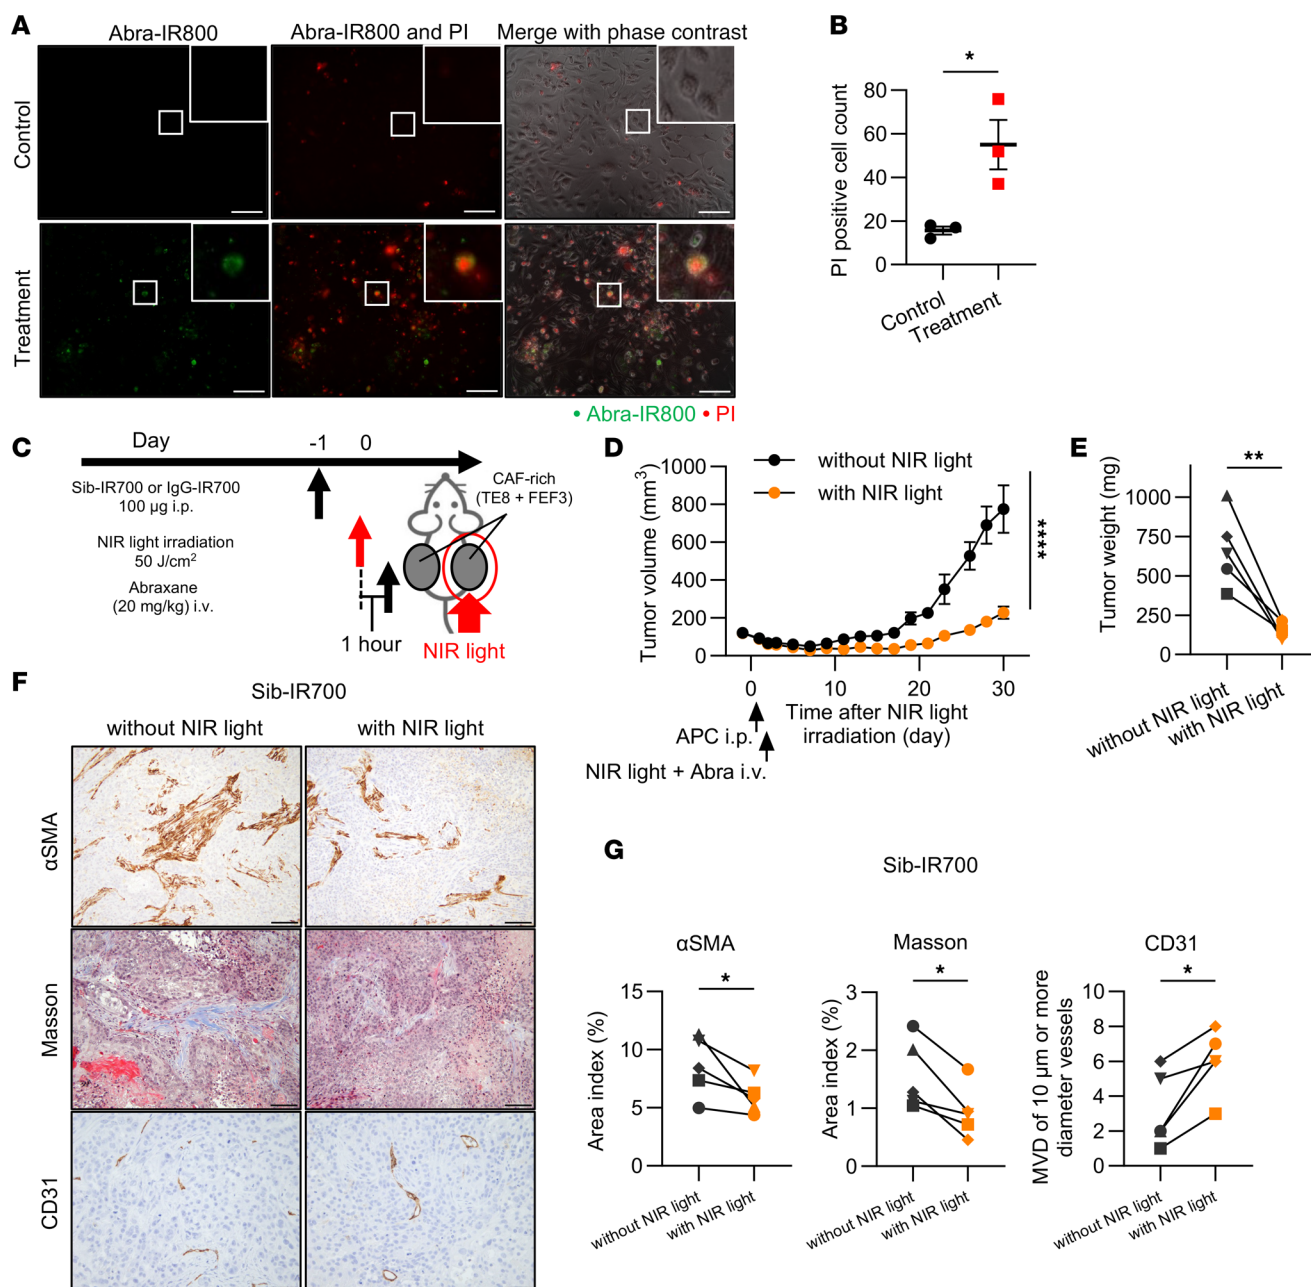 A
Abra-IR800
Abra-IR800 and PI
Merge with phase contrast
Control
Treatment
• Abra-IR800 • PI
B
*
PI positive cell count
80
60
40
20
0
Control
Treatment
C
Day
-1
0
Sib-IR700 or IgG-IR700
100 µg i.p.
NIR light irradiation
50 J/cm²
Abraxane
(20 mg/kg) i.v.
1 hour
CAF-rich
(TE8 + FEF3)
NIR light
D
without NIR light
with NIR light
Tumor volume (mm³)
1000
800
600
400
200
0
****
0
10
20
30
Time after NIR light
irradiation (day)
APC i.p.
NIR light + Abra i.v.
E
**
Tumor weight (mg)
1000
750
500
250
0
without NIR light
with NIR light
F
Sib-IR700
without NIR light
with NIR light
αSMA
Masson
CD31
G
Sib-IR700
αSMA
*
Area index (%)
15
10
5
0
without NIR light
with NIR light
Masson
*
Area index (%)
3
2
1
0
without NIR light
with NIR light
CD31
*
MVD of 10 µm or more
diameter vessels
10
8
6
4
2
0
without NIR light
with NIR light